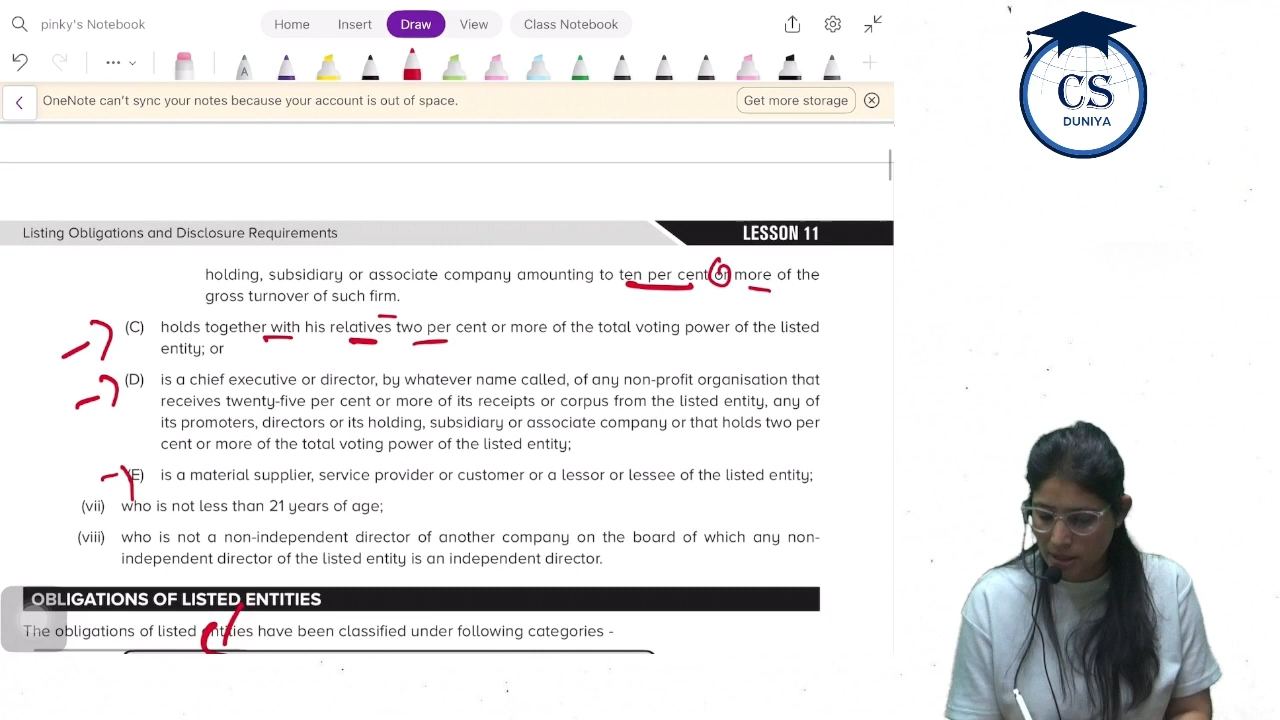 pinky's Notebook
Home Insert Draw View Class Notebook
A
OneNote can't sync your notes because your account is out of space.
Get more storage
CS
DUNIYA
Listing Obligations and Disclosure Requirements
LESSON 11
holding, subsidiary or associate company amounting to ten per cent or more of the
gross turnover of such firm.
(C) holds together with his relatives two per cent or more of the total voting power of the listed
entity; or
(D) is a chief executive or director, by whatever name called, of any non-profit organisation that
receives twenty-five per cent or more of its receipts or corpus from the listed entity, any of
its promoters, directors or its holding, subsidiary or associate company or that holds two per
cent or more of the total voting power of the listed entity;
(E) is a material supplier, service provider or customer or a lessor or lessee of the listed entity;
(vii) who is not less than 21 years of age;
(viii) who is not a non-independent director of another company on the board of which any non-
independent director of the listed entity is an independent director.
OBLIGATIONS OF LISTED ENTITIES
The obligations of listed entities have been classified under following categories -